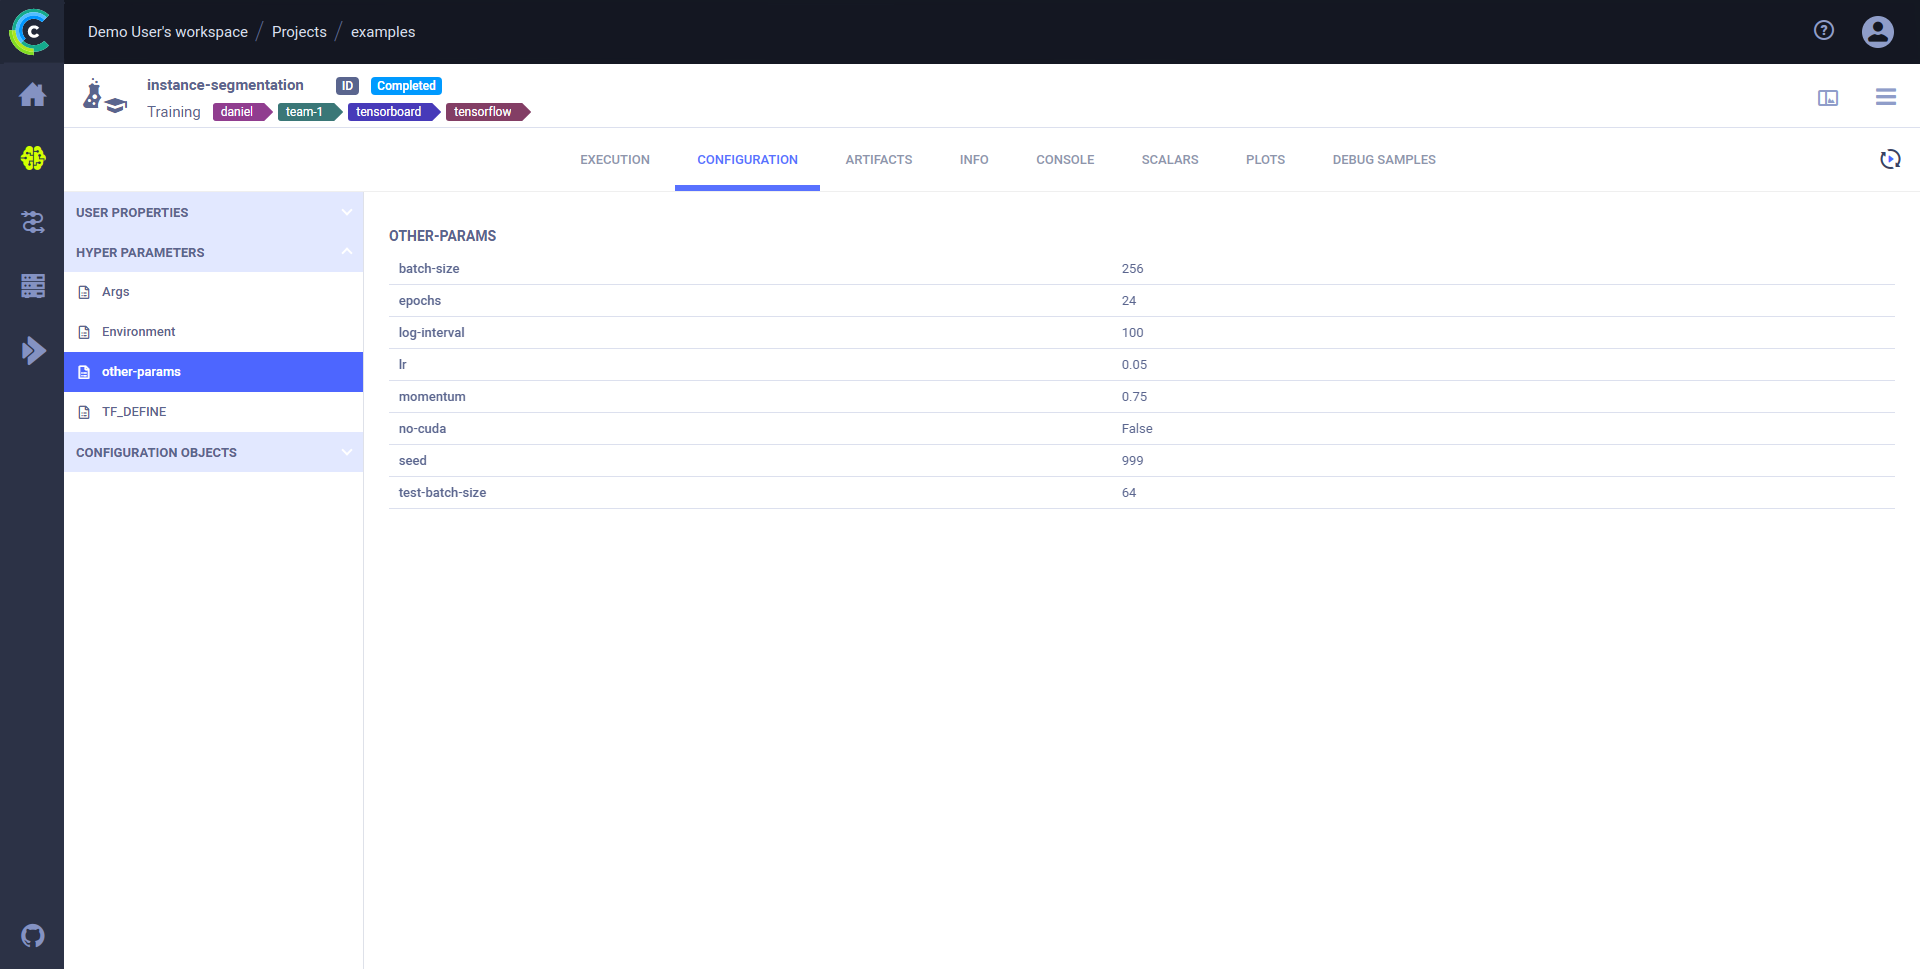 Demo User's workspace / Projects / examples
?
instance-segmentation ID Completed
Training daniel team-1 tensorboard tensorflow
EXECUTION CONFIGURATION ARTIFACTS INFO CONSOLE SCALARS PLOTS DEBUG SAMPLES
USER PROPERTIES
HYPER PARAMETERS
Args
Environment
other-params
TF_DEFINE
CONFIGURATION OBJECTS
OTHER-PARAMS
batch-size 256
epochs 24
log-interval 100
lr 0.05
momentum 0.75
no-cuda False
seed 999
test-batch-size 64